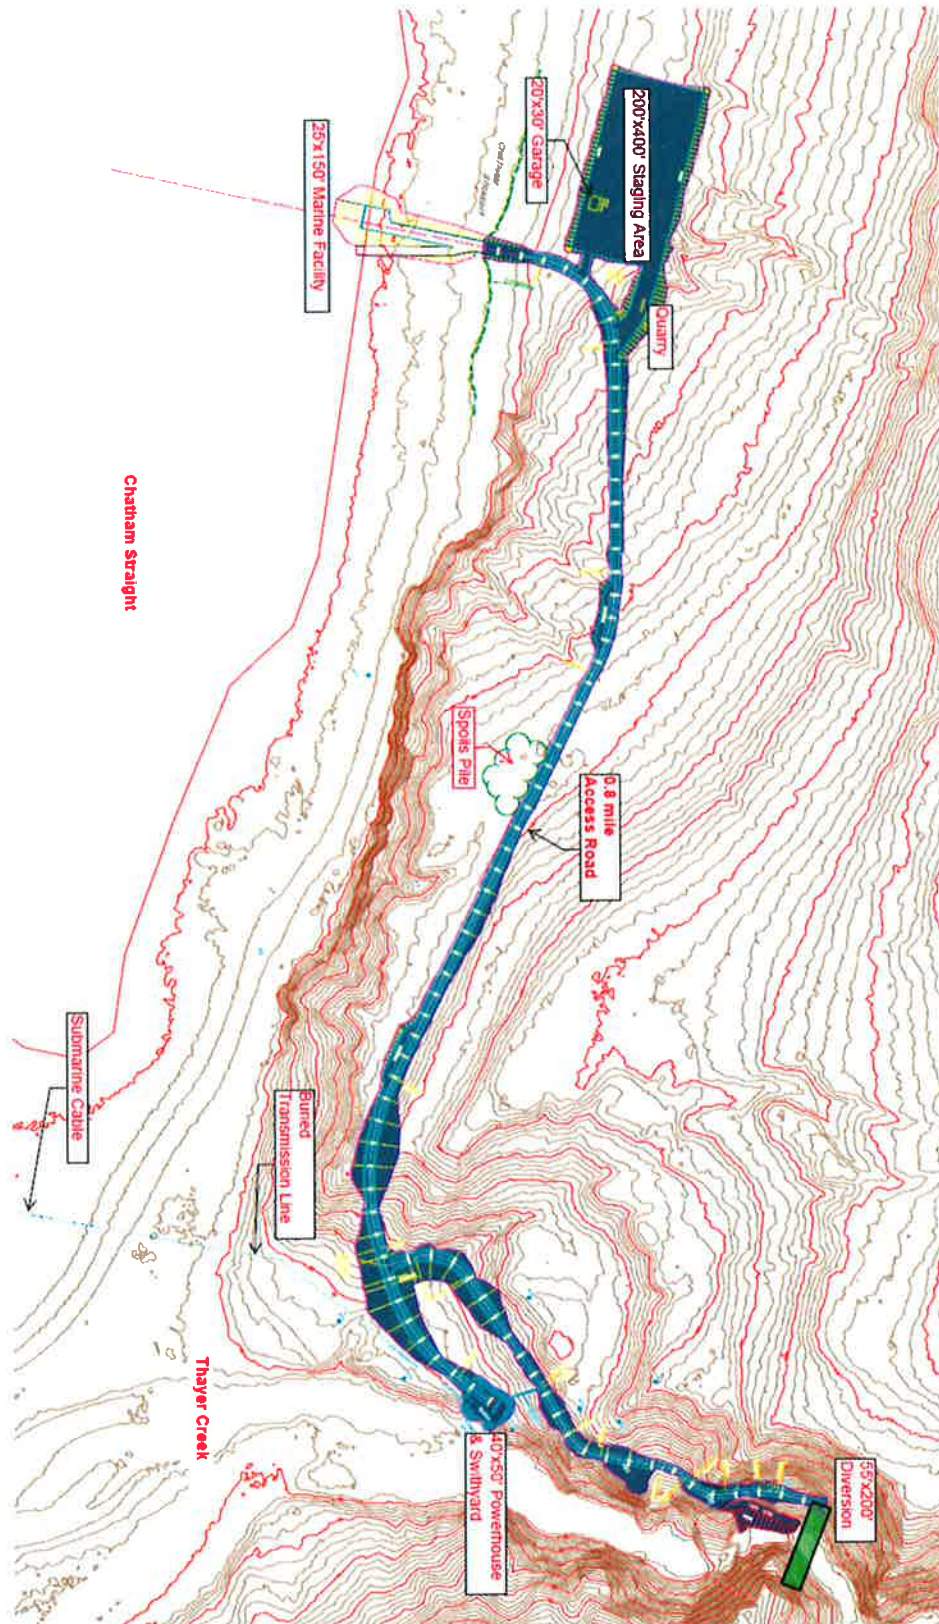 200'x400' Staging Area
20'x30' Garage
25'x150' Marine Facility
Quarry
Chatham Straight
Spoils Pile
0.8 mile
Access Road
Submarine Cable
Buried
Transmission Line
Thayer Creek
40'x50' Powerhouse
& Swithyard
55'x200'
Diversion